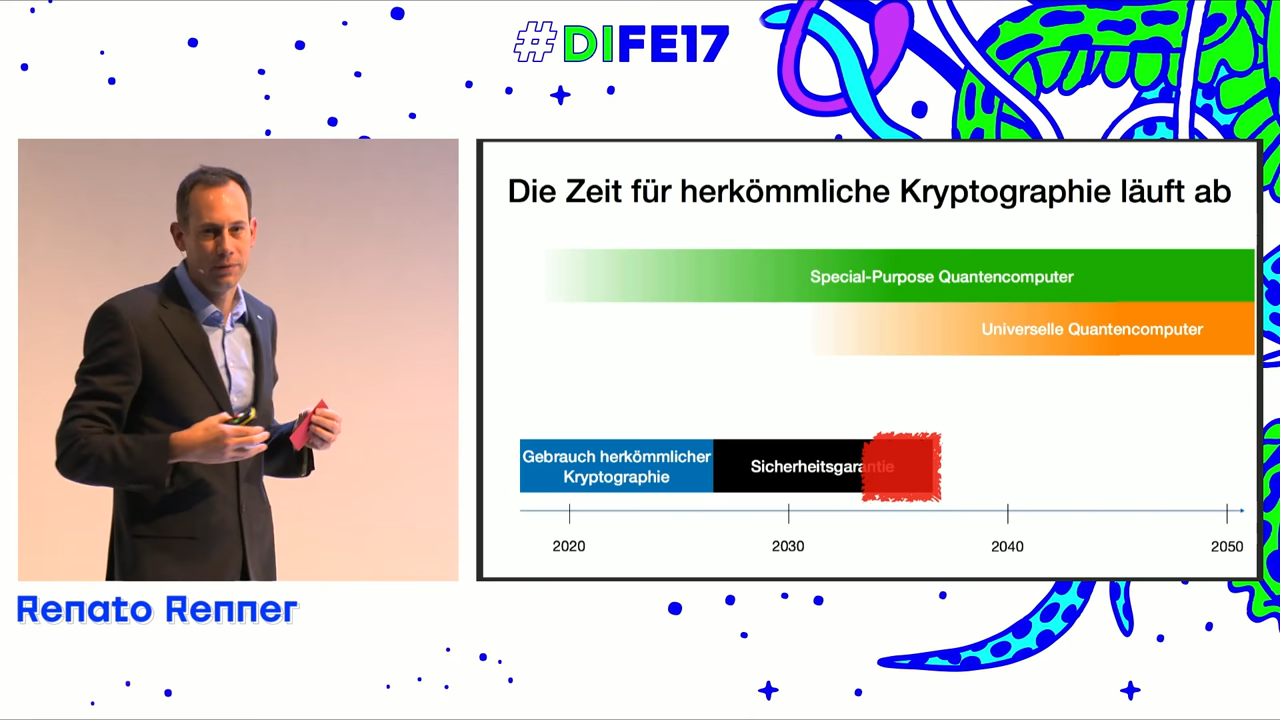 #DIFE17
Die Zeit für herkömmliche Kryptographie läuft ab
Special-Purpose Quantencomputer
Universelle Quantencomputer
Gebrauch herkömmlicher
Kryptographie
Sicherheitsgarantie
2020
2030
2040
2050
Renato Renner